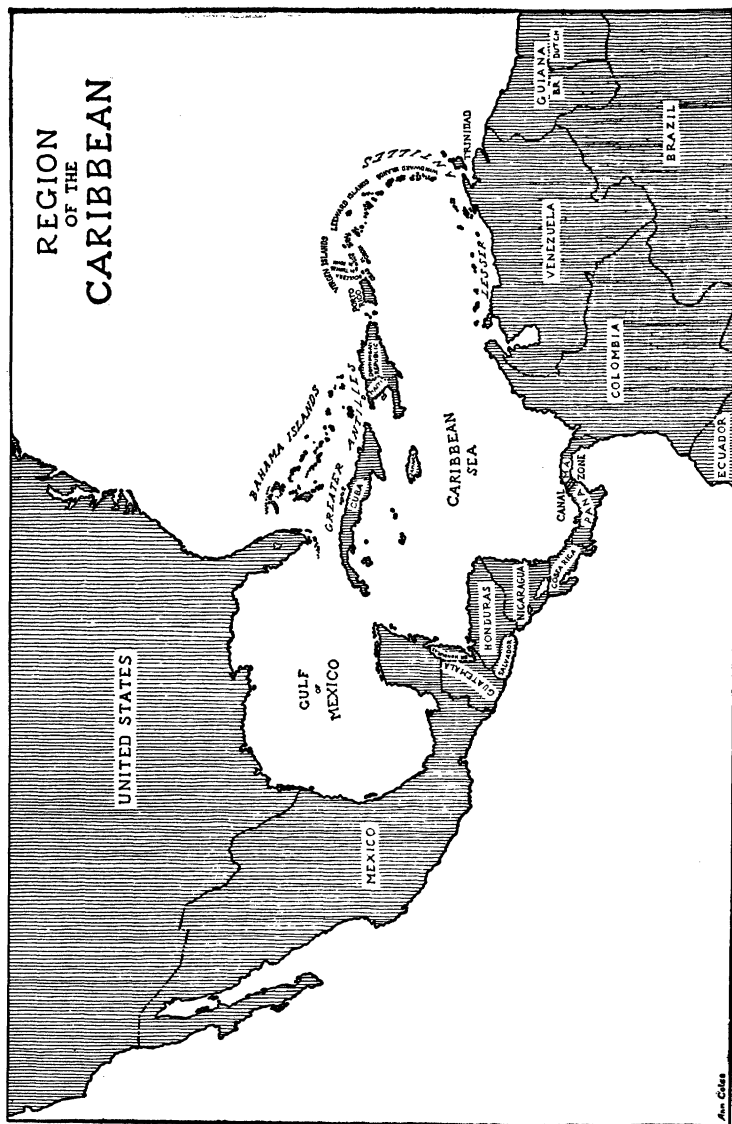 REGION
OF THE
CARIBBEAN
UNITED STATES
MEXICO
GULF
OF
MEXICO
BAHAMA ISLANDS
GREATER ANTILLES
CUBA
HAITI
DOMINICAN
REPUBLIC
PORTO
RICO
VIRGIN ISLANDS
LEEWARD ISLANDS
WINDWARD ISLANDS
LESSER ANTILLES
TRINIDAD
CARIBBEAN
SEA
GUATEMALA
HONDURAS
SALVADOR
NICARAGUA
COSTA RICA
PANAMA
CANAL
ZONE
COLOMBIA
VENEZUELA
ECUADOR
BRAZIL
GUIANA
BR.
DUTCH
Ann Coles